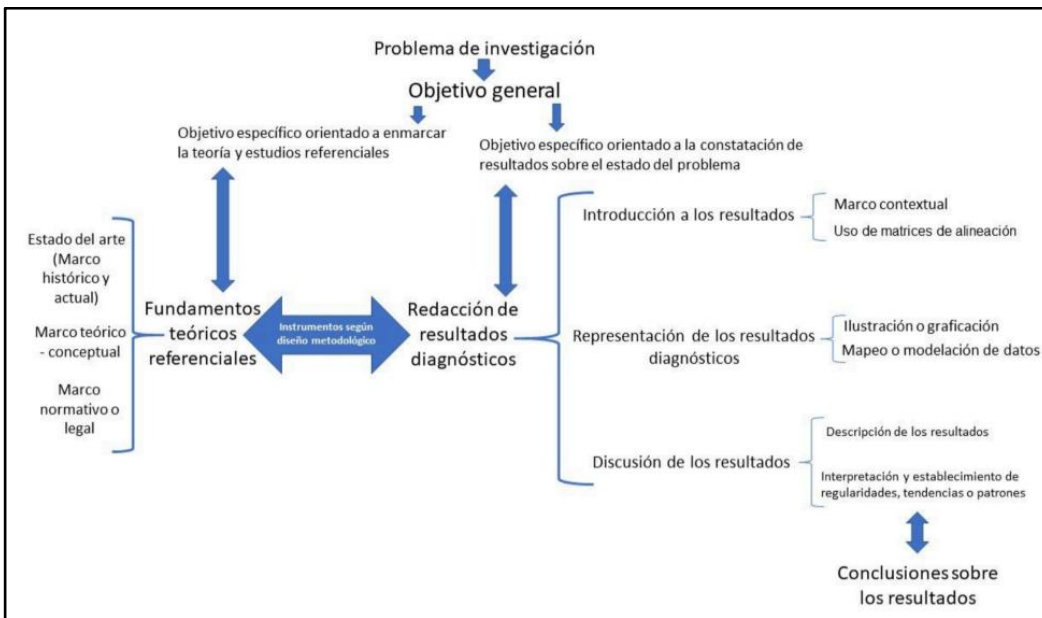 Problema de investigación
Objetivo general
Objetivo específico orientado a enmarcar
la teoría y estudios referenciales
Objetivo específico orientado a la constatación de
resultados sobre el estado del problema
Estado del arte
(Marco
histórico y
actual)
Marco teórico
- conceptual
Marco
normativo o
legal
Fundamentos
teóricos
referenciales
Instrumentos según
diseño metodológico
Redacción de
resultados
diagnósticos
Introducción a los resultados
Marco contextual
Uso de matrices de alineación
Representación de los resultados
diagnósticos
Ilustración o graficación
Mapeo o modelación de datos
Discusión de los resultados
Descripción de los resultados
Interpretación y establecimiento de
regularidades, tendencias o patrones
Conclusiones sobre
los resultados